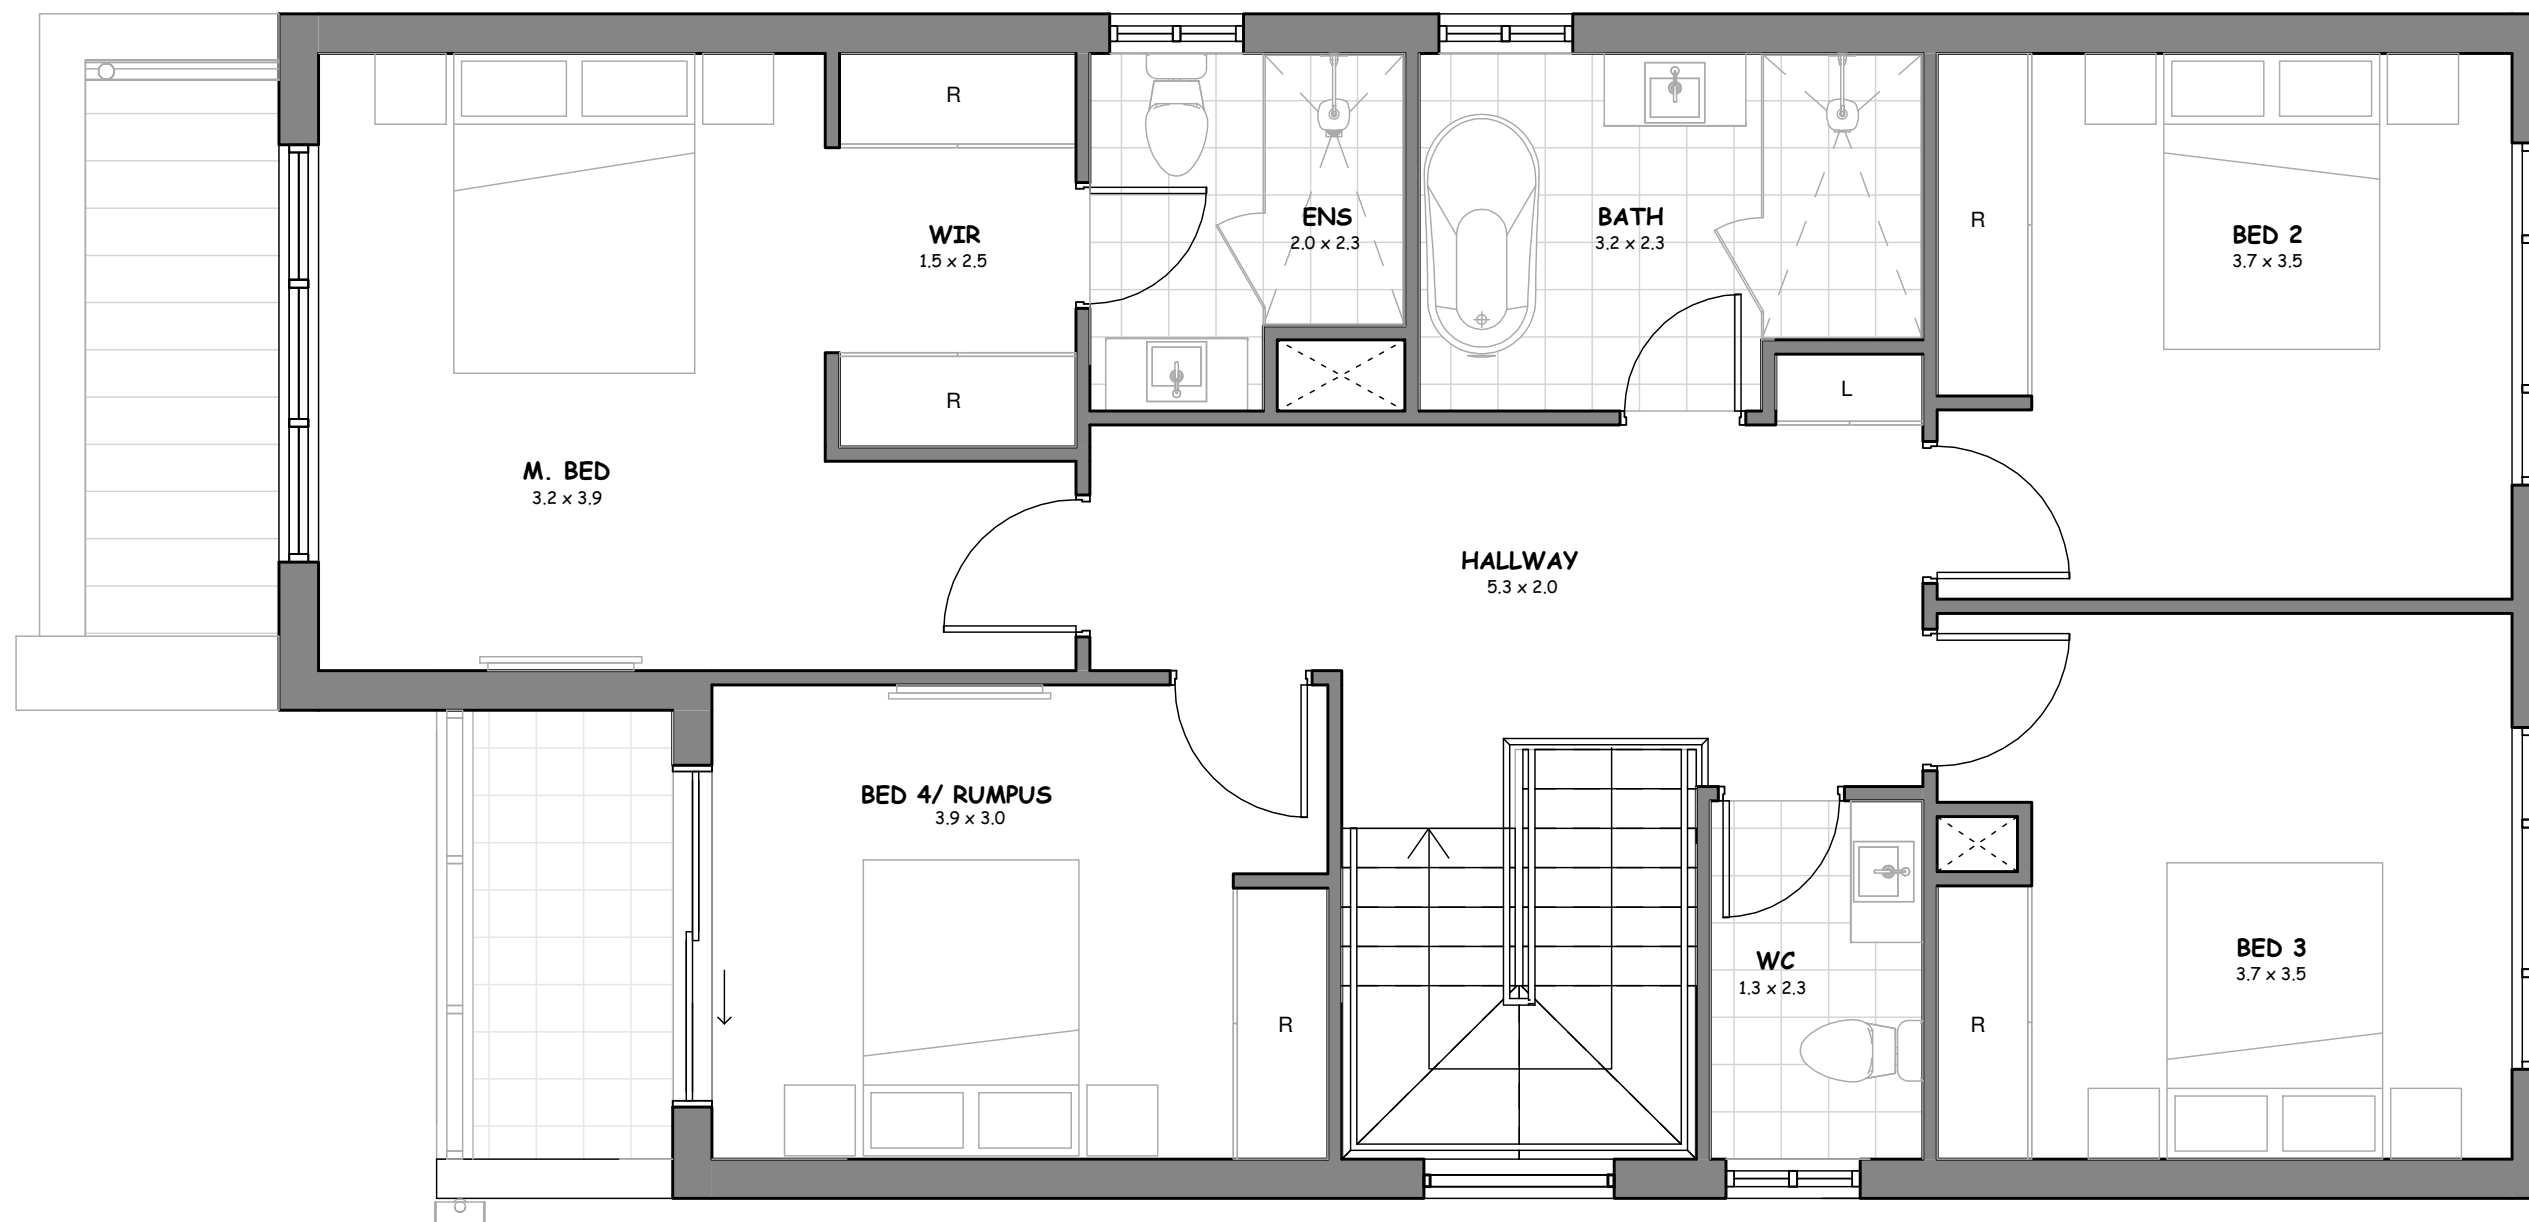 R
ENS
2.0 x 2.3
BATH
3.2 x 2.3
R
WIR
1.5 x 2.5
BED 2
3.7 x 3.5
R
L
M. BED
3.2 x 3.9
HALLWAY
5.3 x 2.0
BED 4/ RUMPUS
3.9 x 3.0
WC
1.3 x 2.3
BED 3
3.7 x 3.5
R
R